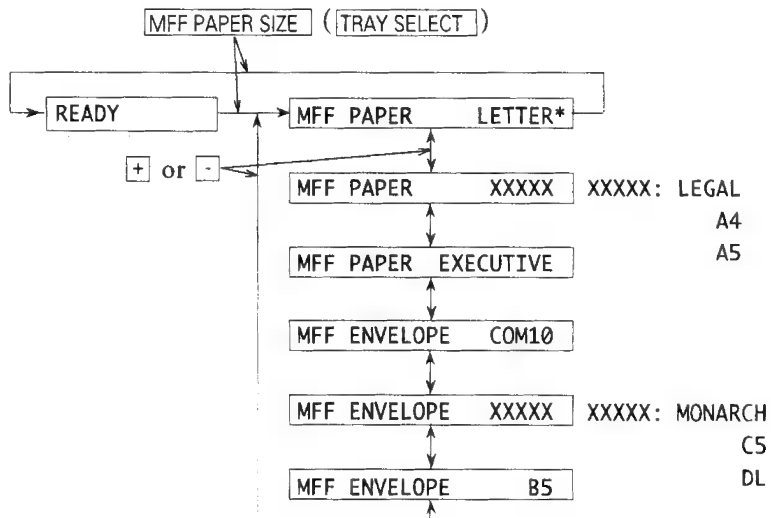 MFF PAPER SIZE ( TRAY SELECT )
READY MFF PAPER LETTER*
+ or -
MFF PAPER XXXXX XXXXX: LEGAL
A4
A5
MFF PAPER EXECUTIVE
MFF ENVELOPE COM10
MFF ENVELOPE XXXXX XXXXX: MONARCH
C5
DL
MFF ENVELOPE B5